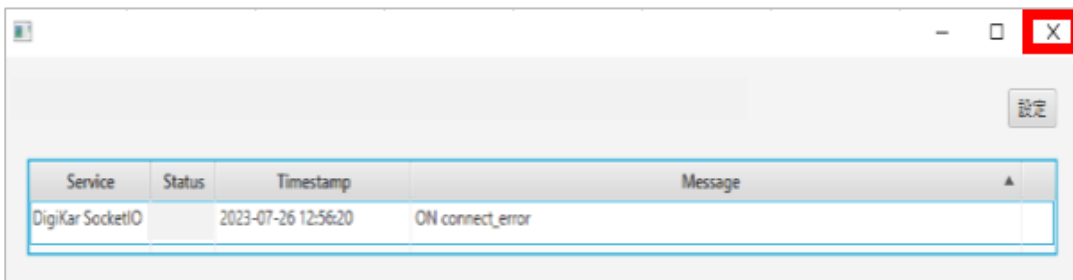 X
設定
Service Status Timestamp Message
DigiKar SocketIO 2023-07-26 12:56:20 ON connect_error